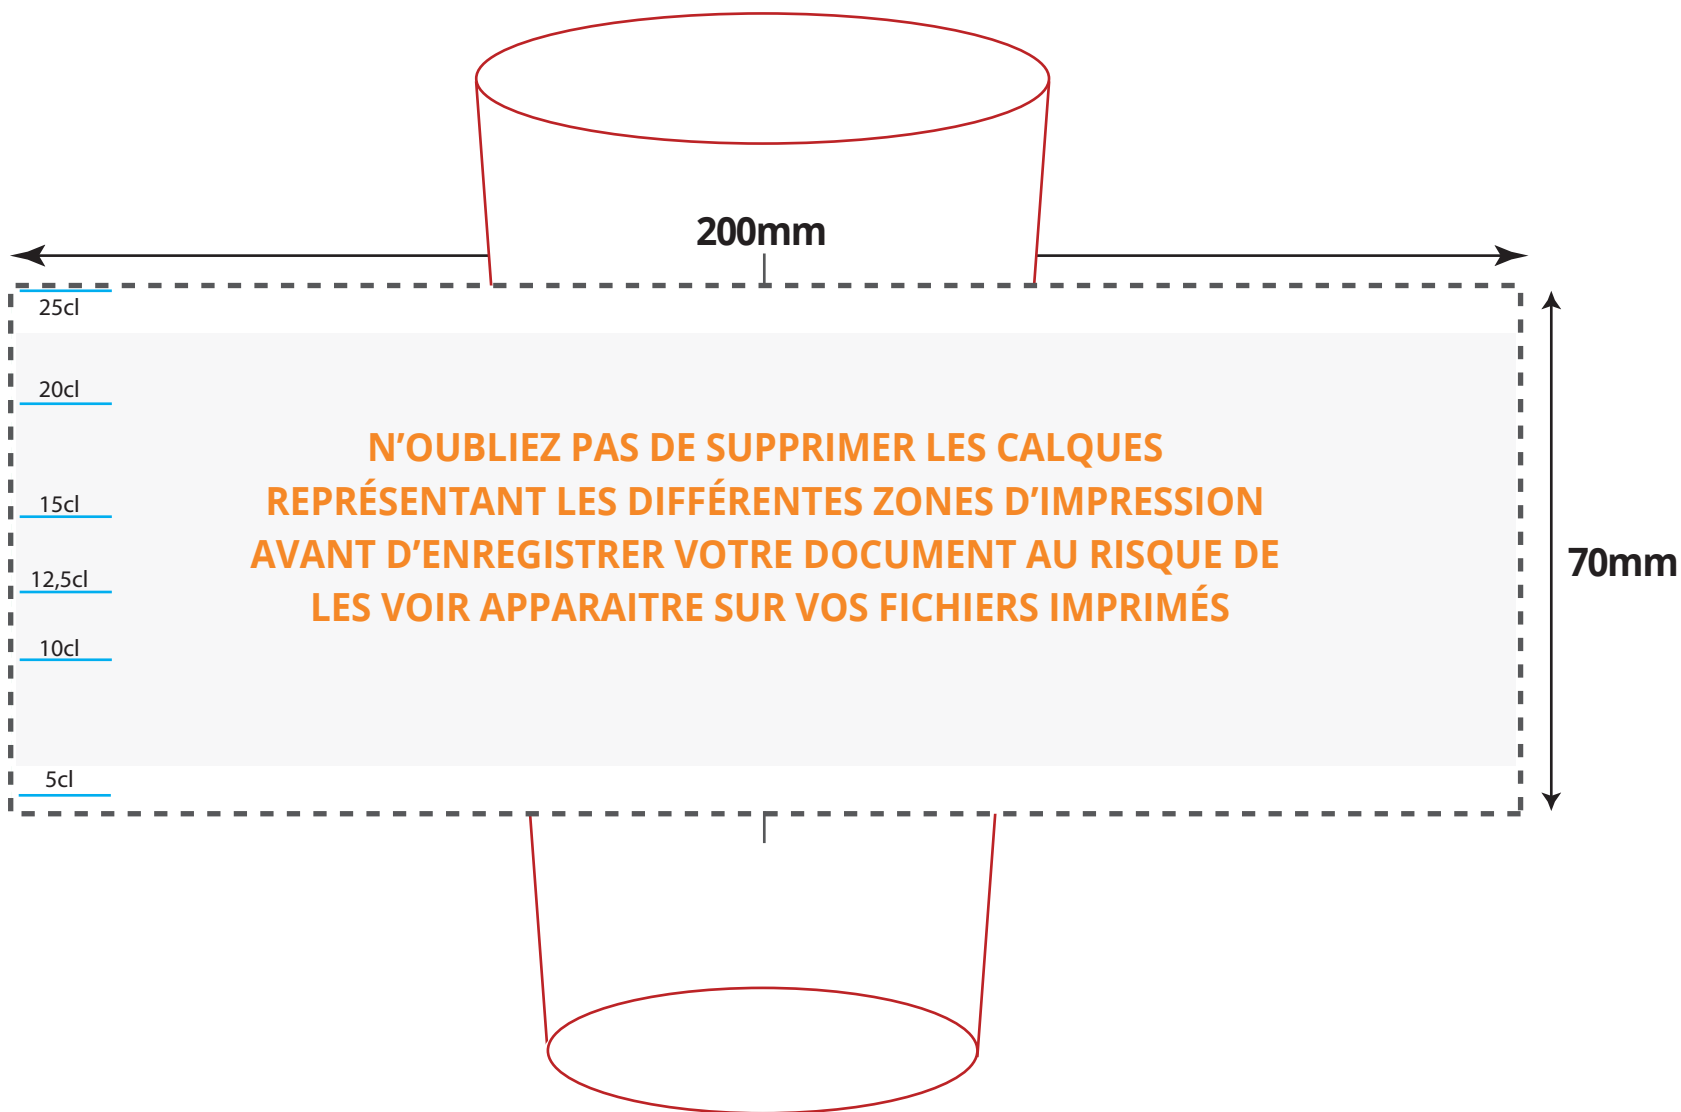 200mm
25cl
20cl
N’OUBLIEZ PAS DE SUPPRIMER LES CALQUES
REPRÉSENTANT LES DIFFÉRENTES ZONES D’IMPRESSION
15cl
AVANT D’ENREGISTRER VOTRE DOCUMENT AU RISQUE DE
70mm
12,5cl
LES VOIR APPARAITRE SUR VOS FICHIERS IMPRIMÉS
10cl
5cl